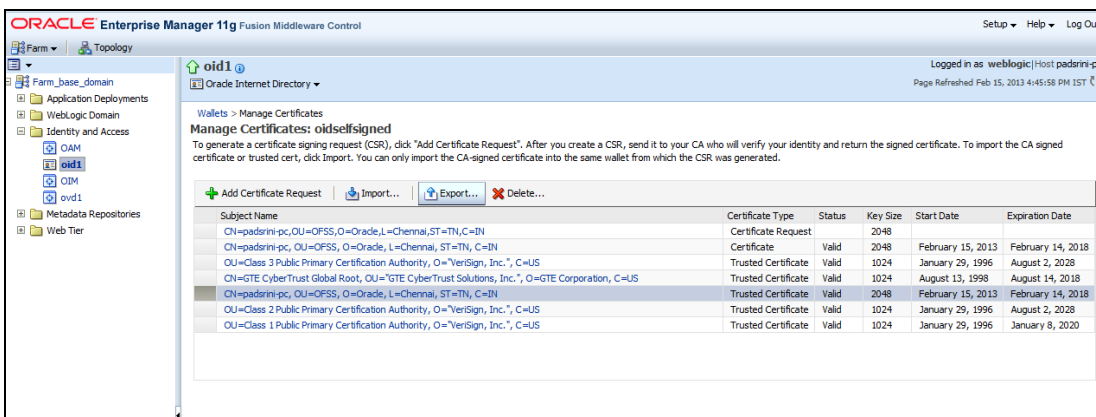 ORACLE Enterprise Manager 11g Fusion Middleware Control
Setup Help Log Ou
Farm Topology
Farm_base_domain
Application Deployments
WebLogic Domain
Identity and Access
OAM
oid1
OIM
ovd1
Metadata Repositories
Web Tier
oid1
Logged in as weblogic|Host padsrini-p
Oracle Internet Directory
Page Refreshed Feb 15, 2013 4:45:58 PM IST
Wallets > Manage Certificates
Manage Certificates: oidselfsigned
To generate a certificate signing request (CSR), click "Add Certificate Request". After you create a CSR, send it to your CA who will verify your identity and return the signed certificate. To import the CA signed
certificate or trusted cert, click Import. You can only import the CA-signed certificate into the same wallet from which the CSR was generated.
Add Certificate Request Import... Export... Delete...
Subject Name Certificate Type Status Key Size Start Date Expiration Date
CN=padsrini-pc,OU=OFSS,O=Oracle,L=Chennai,ST=TN,C=IN Certificate Request 2048
CN=padsrini-pc, OU=OFSS, O=Oracle, L=Chennai, ST=TN, C=IN Certificate Valid 2048 February 15, 2013 February 14, 2018
OU=Class 3 Public Primary Certification Authority, O="VeriSign, Inc.", C=US Trusted Certificate Valid 1024 January 29, 1996 August 2, 2028
CN=GTE CyberTrust Global Root, OU="GTE CyberTrust Solutions, Inc.", O=GTE Corporation, C=US Trusted Certificate Valid 1024 August 13, 1998 August 14, 2018
CN=padsrini-pc, OU=OFSS, O=Oracle, L=Chennai, ST=TN, C=IN Trusted Certificate Valid 2048 February 15, 2013 February 14, 2018
OU=Class 2 Public Primary Certification Authority, O="VeriSign, Inc.", C=US Trusted Certificate Valid 1024 January 29, 1996 August 2, 2028
OU=Class 1 Public Primary Certification Authority, O="VeriSign, Inc.", C=US Trusted Certificate Valid 1024 January 29, 1996 January 8, 2020